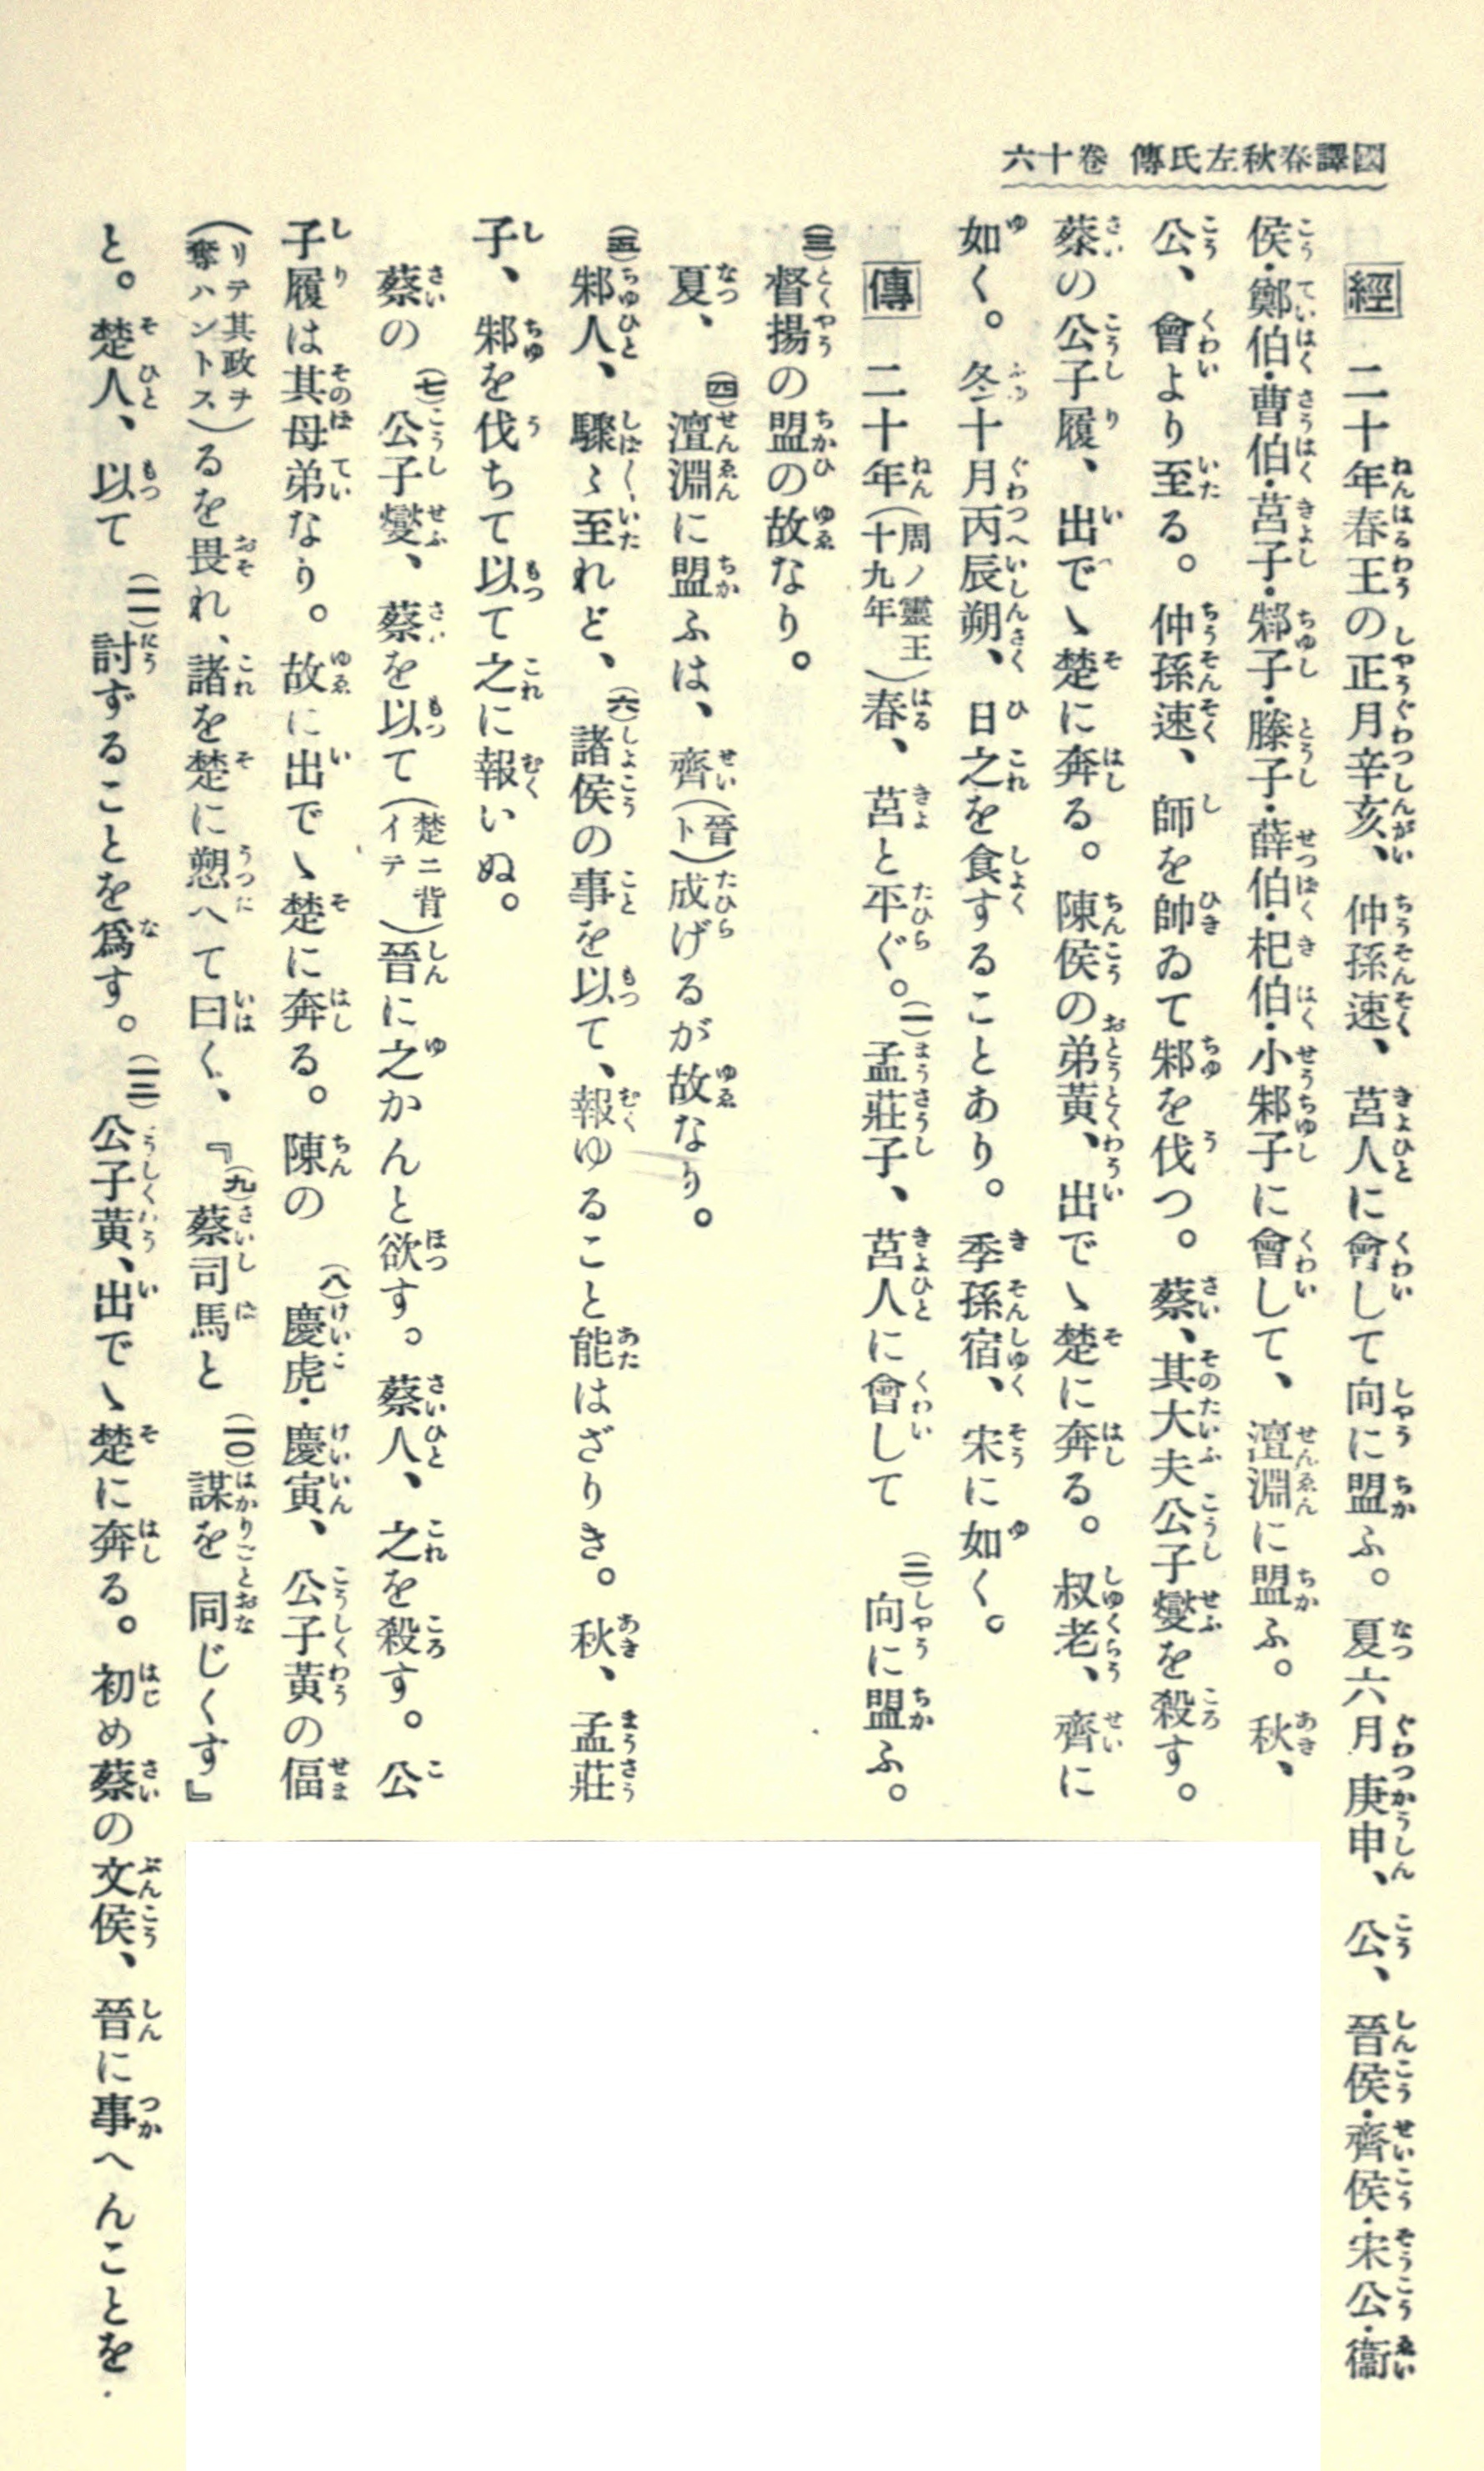 國譯春秋左氏傳 卷十六
經 二十年春王の正月辛亥、仲孫速、莒人に會して向に盟ふ。夏六月庚申、公、晉侯・齊侯・宋公・衞
侯・鄭伯・曹伯・莒子・邾子・滕子・薛伯・杞伯・小邾子に會して、澶淵に盟ふ。秋、
公、會より至る。仲孫速、師を帥ゐて邾を伐つ。蔡、其大夫公子燮を殺す。
蔡の公子履、出でゝ楚に奔る。陳侯の弟黃、出でゝ楚に奔る。叔老、齊に
如く。冬十月丙辰朔、日之を食することあり。季孫宿、宋に如く。
傳 二十年(周ノ靈王十九年)春、莒と平ぐ。(一)孟莊子、莒人に會して(二)向に盟ふ。
(三)督揚の盟の故なり。
夏、(四)澶淵に盟ふは、齊(晉ト)成げるが故なり。
(五)邾人、驟〻至れど、(六)諸侯の事を以て、報ゆること能はざりき。秋、孟莊
子、邾を伐ちて以て之に報いぬ。
蔡の(七)公子燮、蔡を以て(楚ニ背イテ)晉に之かんと欲す。蔡人、之を殺す。公
子履は其母弟なり。故に出でゝ楚に奔る。陳の(八)慶虎・慶寅、公子黃の偪
(リテ其政ヲ奪ハントス)るを畏れ、諸を楚に愬へて曰く、『(九)蔡司馬と(一〇)謀を同じくす』
と。楚人、以て(一一)討ずることを爲す。(一二)公子黃、出でゝ楚に奔る。初め蔡の文侯、晉に事へんことを